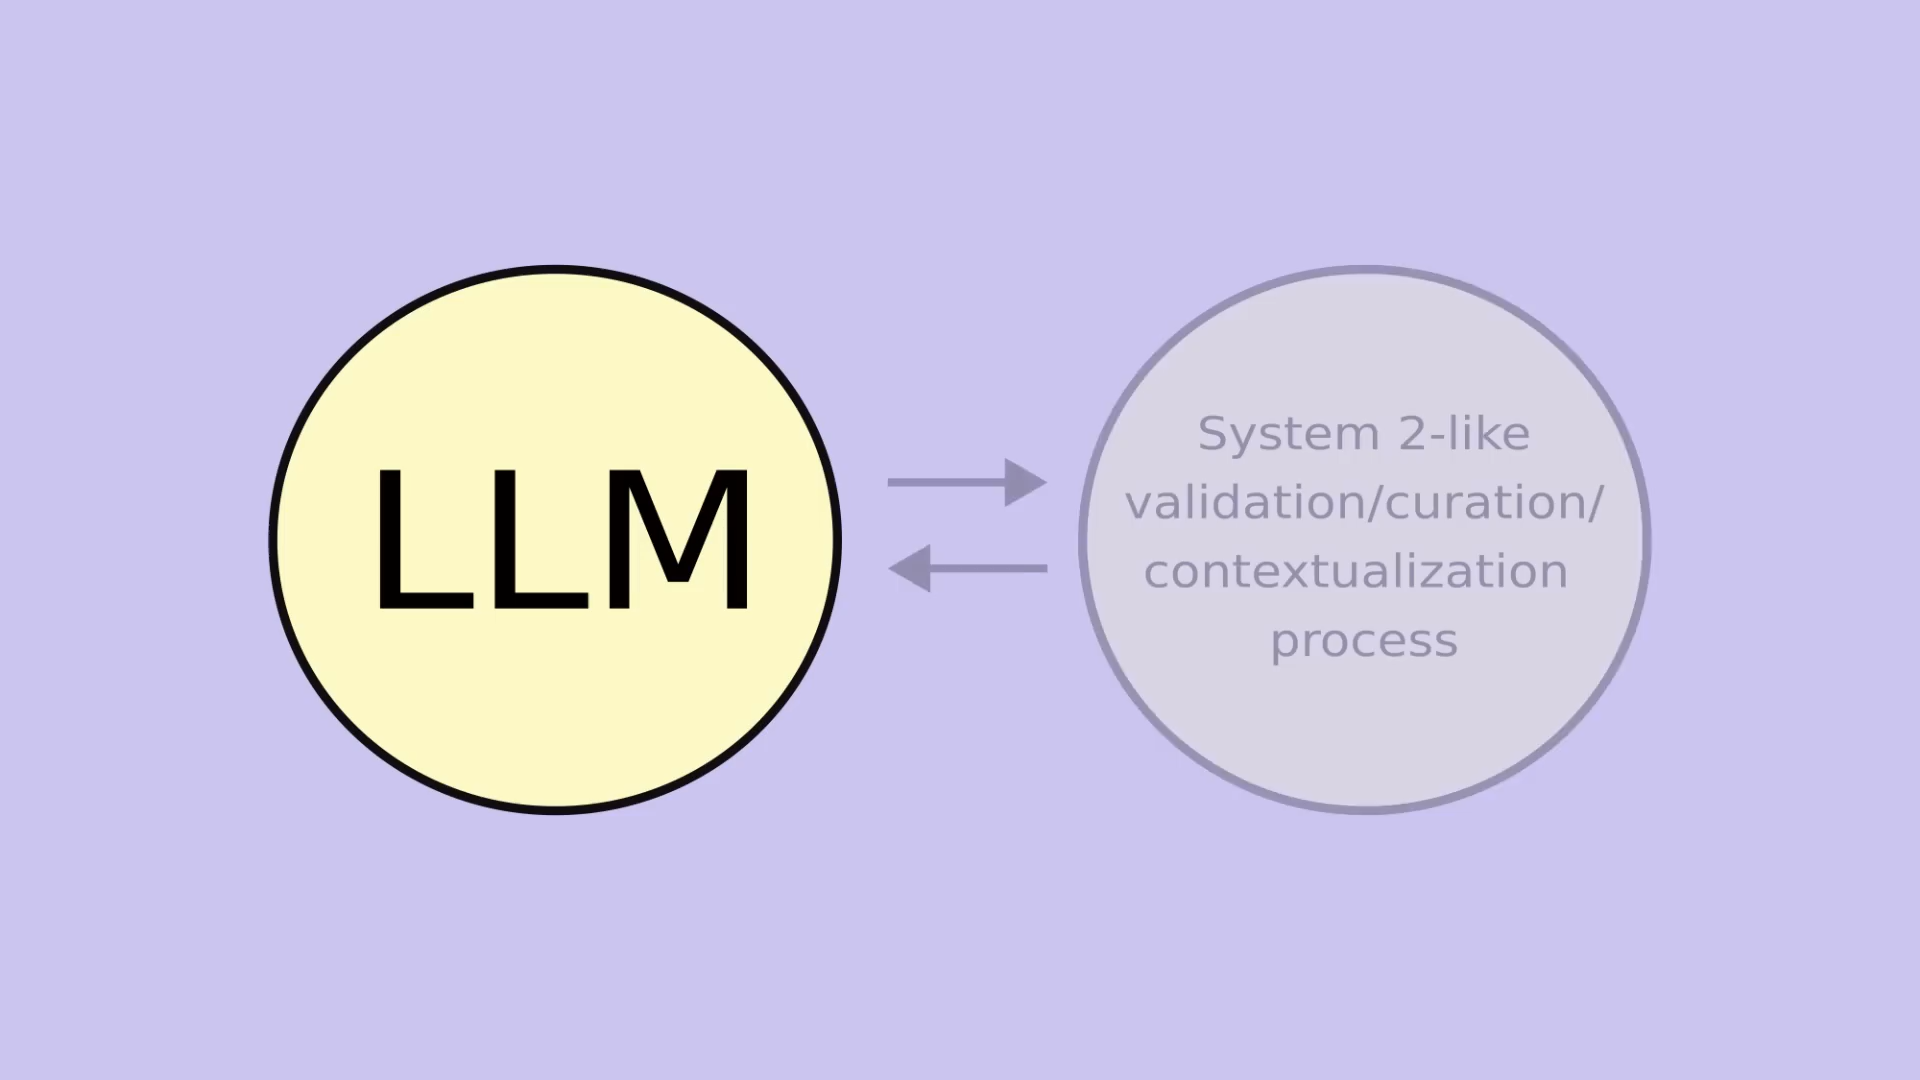 LLM
System 2-like
validation/curation/
contextualization
process